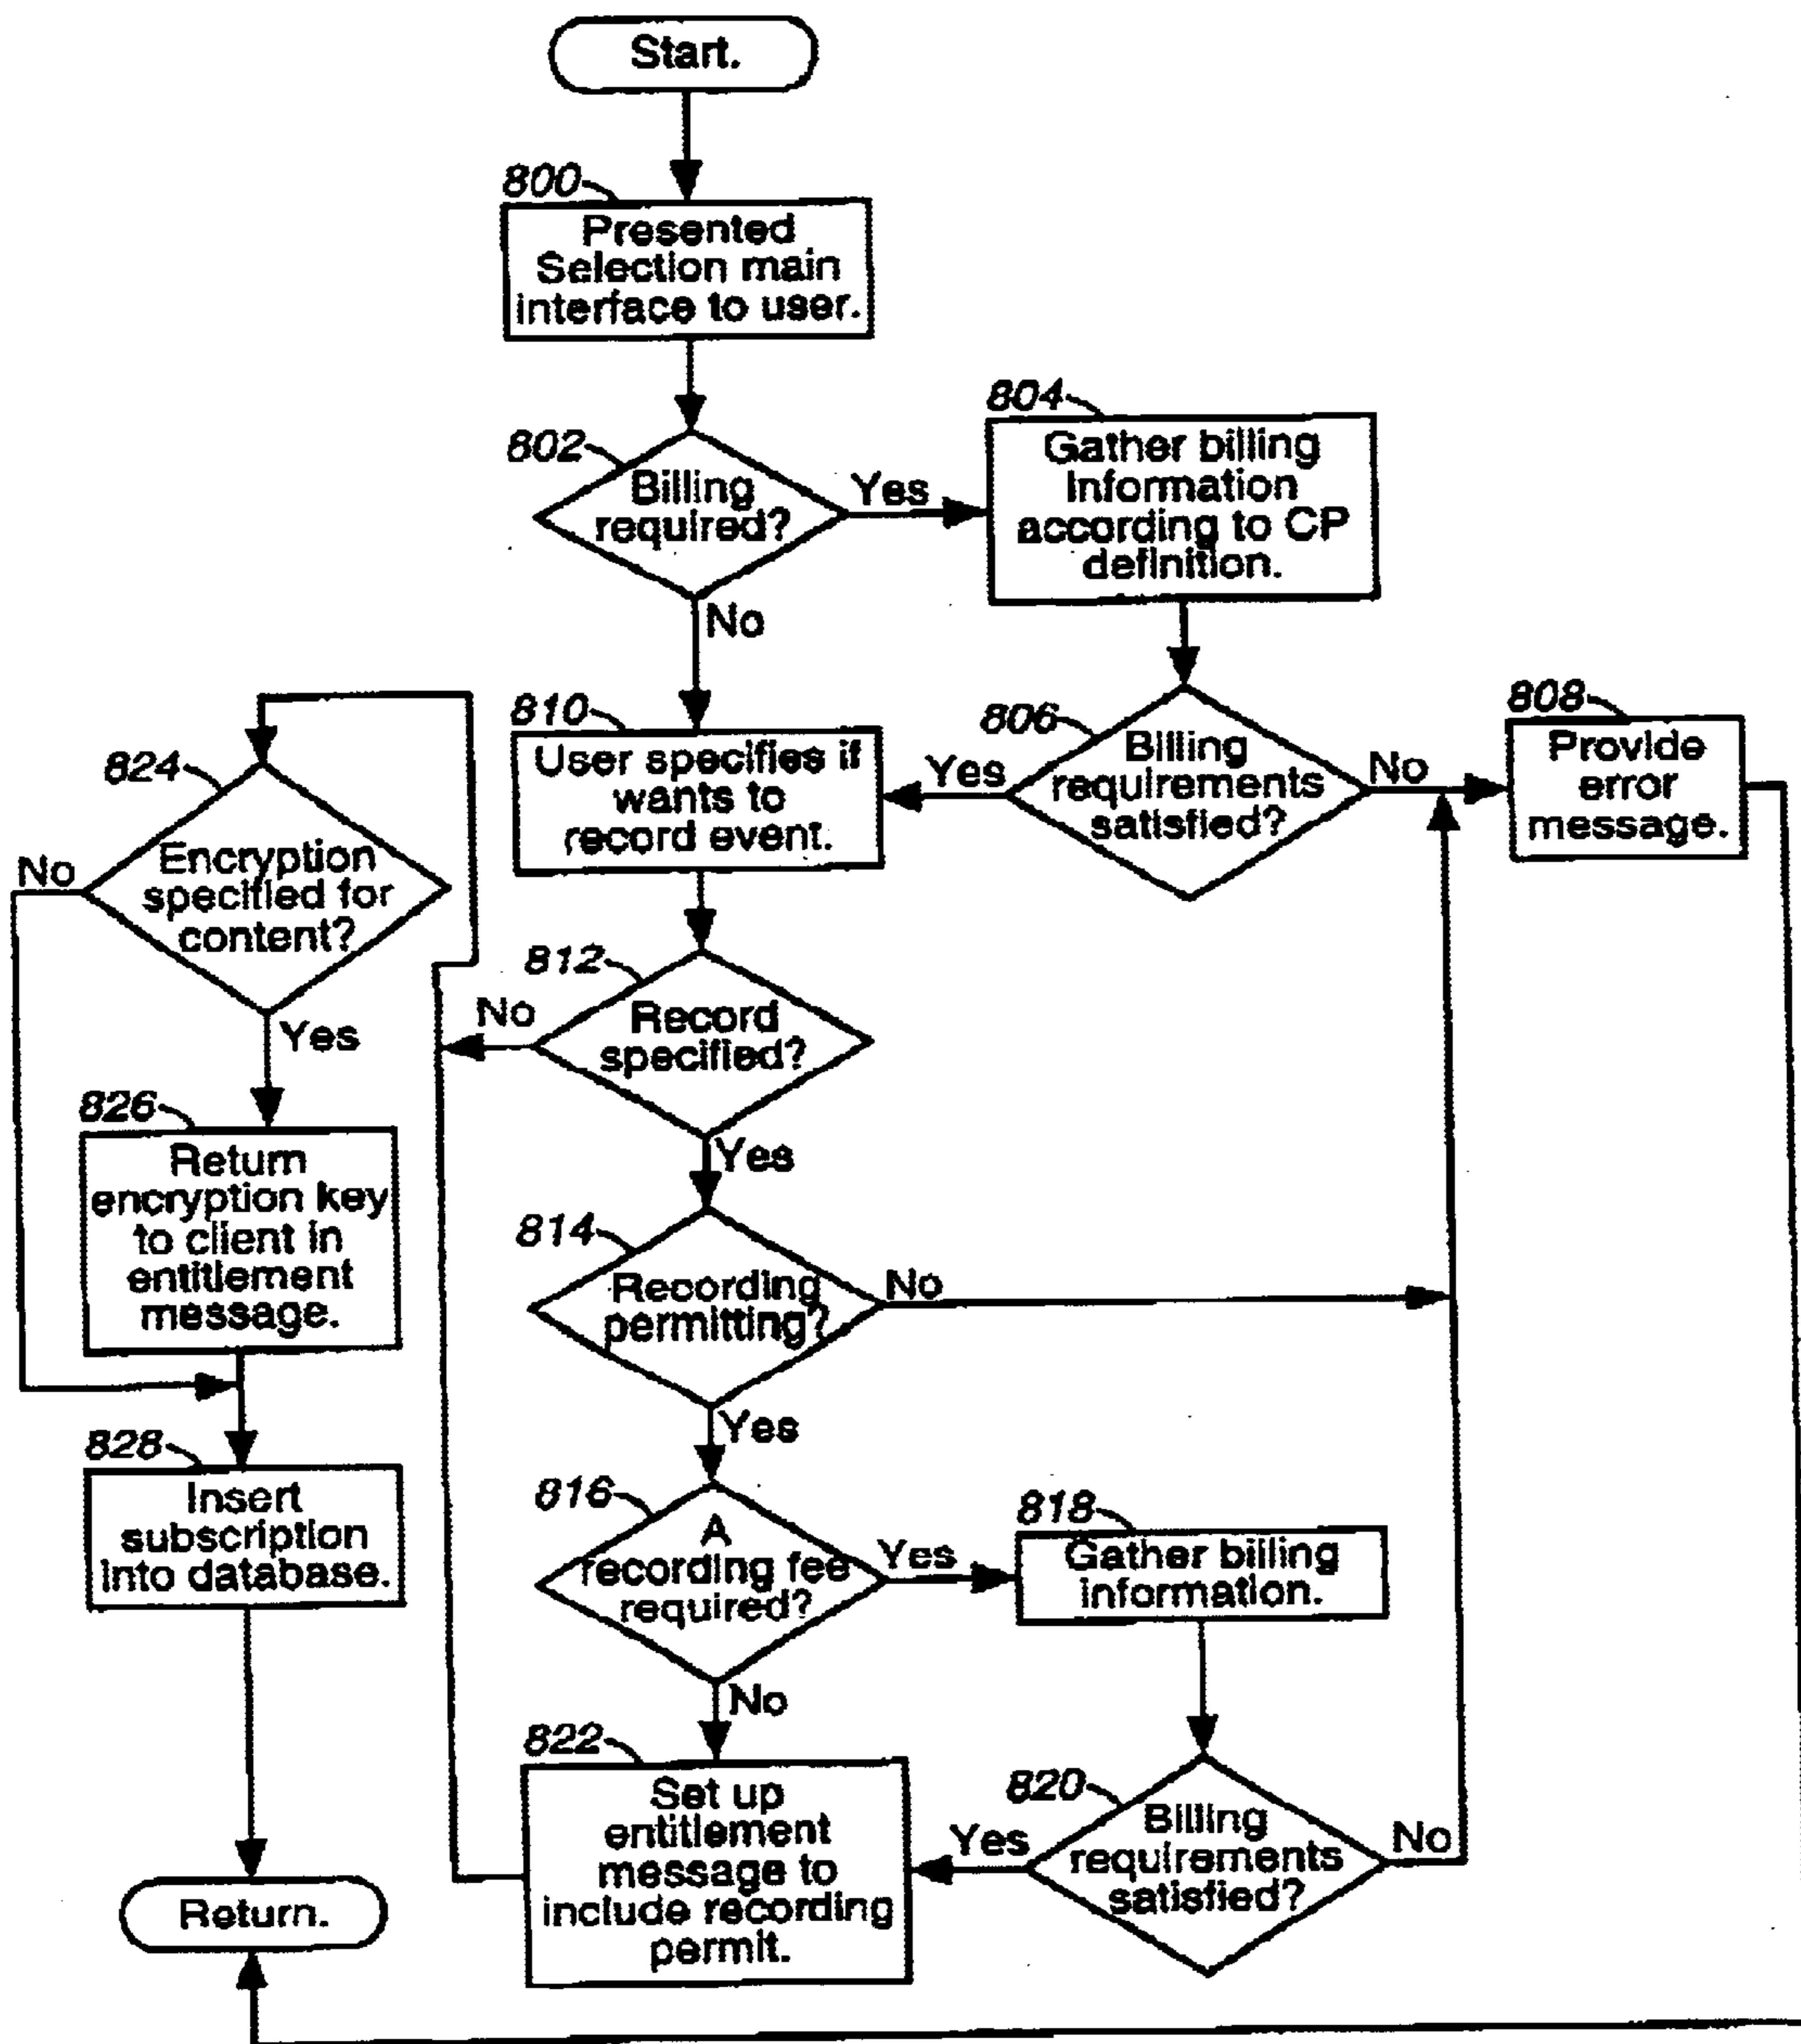 Start.
800
Presented
Selection main
interface to user.
802
Billing
required?
Yes
No
804
Gather billing
Information
according to CP
definition.
806
Billing
requirements
satisfied?
Yes
No
808
Provide
error
message.
810
User specifies if
wants to
record event.
812
Record
specified?
No
Yes
814
Recording
permitting?
No
Yes
816
A
recording fee
required?
Yes
No
818
Gather billing
information.
820
Billing
requirements
satisfied?
Yes
No
822
Set up
entitlement
message to
include recording
permit.
824
Encryption
specified for
content?
No
Yes
826
Return
encryption key
to client in
entitlement
message.
828
Insert
subscription
into database.
Return.